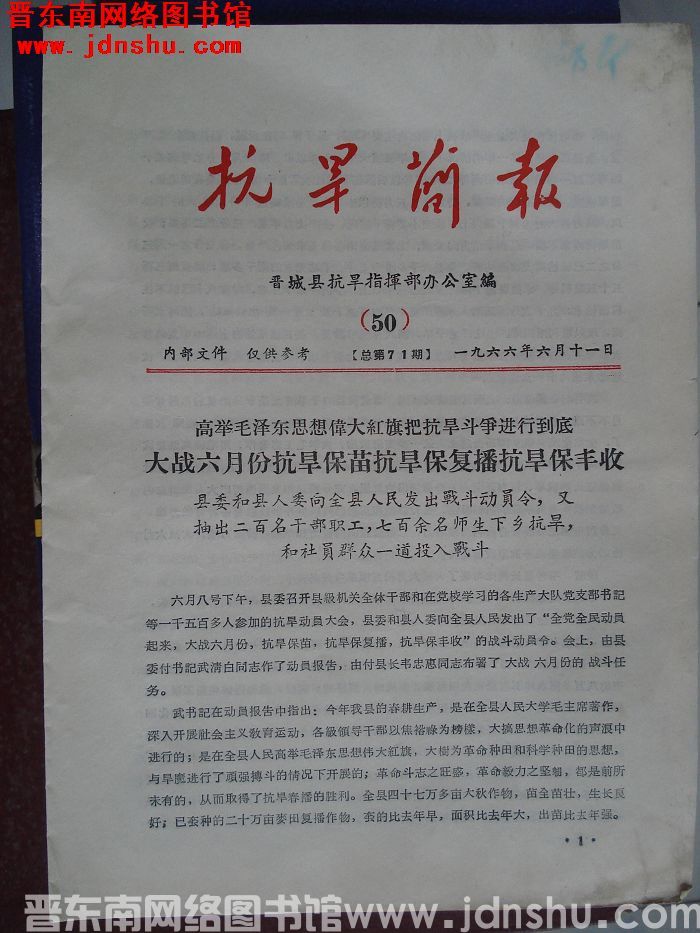 晋东南网络图书馆
www.jdnshu.com
抗旱简报
晋城县抗旱指揮部办公室編
(50)
内部文件 仅供参考 【总第71期】 一九六六年六月十一日
高举毛泽东思想偉大紅旗把抗旱斗爭进行到底
大战六月份抗旱保苗抗旱保复播抗旱保丰收
县委和县人委向全县人民发出戰斗动員令，又
抽出二百名干部职工，七百余名师生下乡抗旱，
和社員群众一道投入戰斗
六月八号下午，县委召开县級机关全体干部和在党校学习的各生产大队党支部书記
等一千五百多人参加的抗旱动員大会，县委和县人委向全县人民发出了“全党全民动員
起来，大战六月份，抗旱保苗，抗旱保复播，抗旱保丰收”的战斗动員令。会上，由县
委付书記武清白同志作了动員报告，由付县长韦忠惠同志布署了大战六月份的战斗任
务。
武书記在动員报告中指出：今年我县的春耕生产，是在全县人民大学毛主席著作，
深入开展社会主义教育运动，各級領导干部以焦裕祿为榜樣，大搞思想革命化的声浪中
进行的；是在全县人民高举毛泽东思想伟大紅旗，大樹为革命种田和科学种田的思想，
与旱魔进行了頑强搏斗的情况下开展的；革命斗志之旺盛，革命毅力之坚韌，都是前所
未有的，从而取得了抗旱春播的胜利。全县四十七万多亩大秋作物，苗全苗壮，生长良
好；已套种的二十万亩麦田复播作物，套的比去年早，面积比去年大，出苗比去年强。
·1·
晋东南网络图书馆 www.jdnshu.com